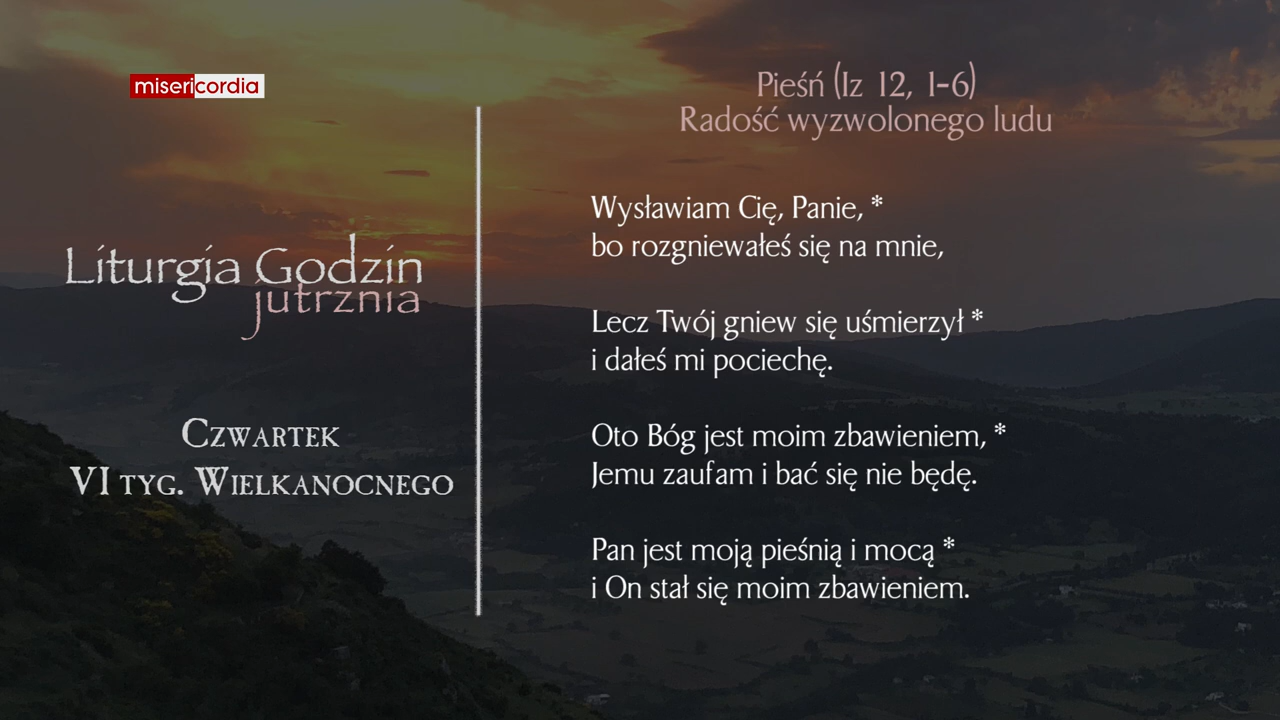 misericordia
Liturgia Godzin
jutrznia
Czwartek
VI tyg. Wielkanocnego
Pieśń (Iz 12, 1-6)
Radość wyzwolonego ludu
Wysławiam Cię, Panie, *
bo rozgniewałeś się na mnie,
Lecz Twój gniew się uśmierzył *
i dałeś mi pociechę.
Oto Bóg jest moim zbawieniem, *
Jemu zaufam i bać się nie będę.
Pan jest moją pieśnią i mocą *
i On stał się moim zbawieniem.